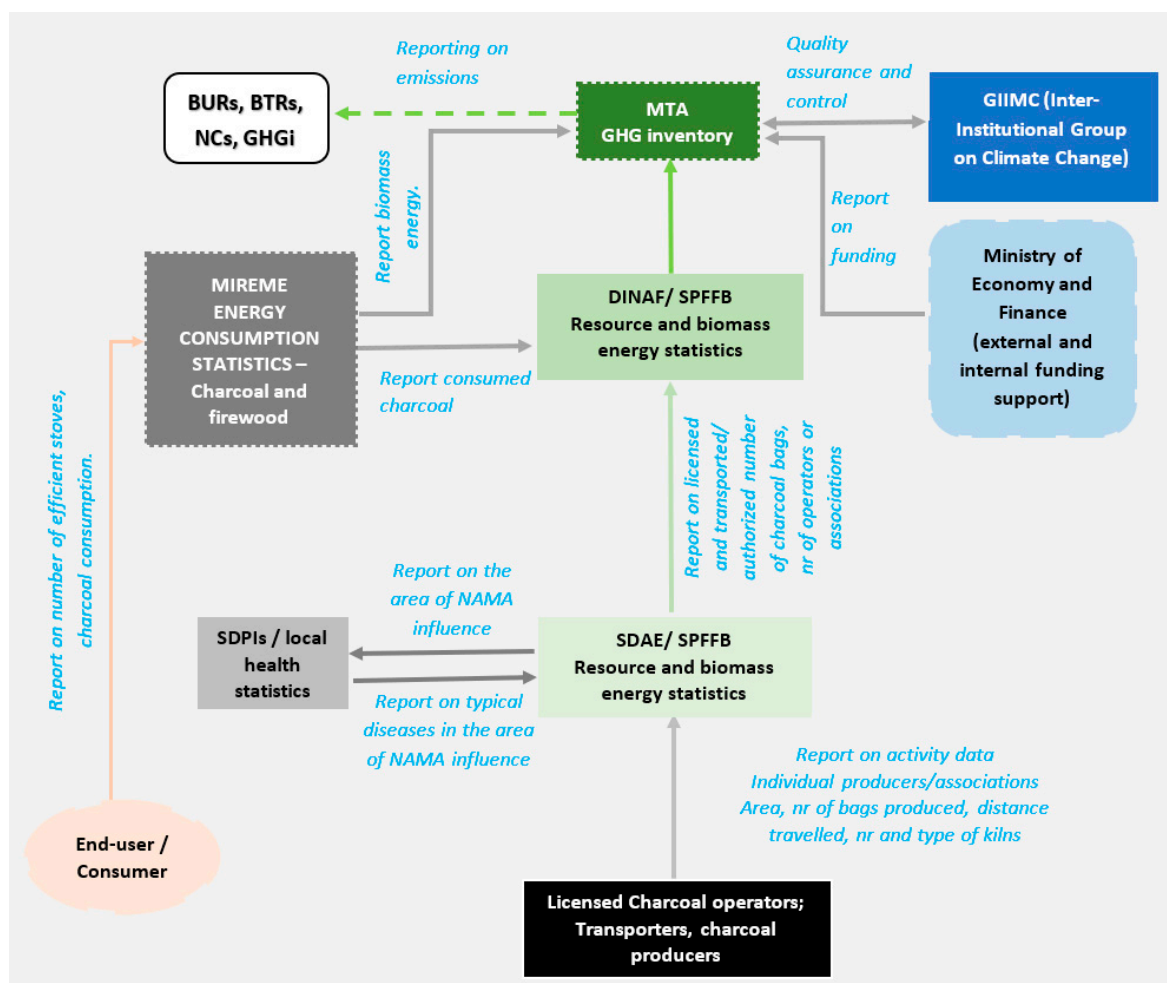 Reporting on
emissions
BURs, BTRs,
NCs, GHGi
MTA
GHG inventory
Quality
assurance and
control
GIIMC (Inter-
Institutional Group
on Climate Change)
Report biomass
energy.
Report
on
funding
Ministry of
Economy and
Finance
(external and
internal funding
support)
MIREME
ENERGY
CONSUMPTION
STATISTICS –
Charcoal and
firewood
DINAF/ SPFFB
Resource and biomass
energy statistics
Report consumed
charcoal
Report on number of efficient stoves,
charcoal consumption.
Report on licensed
and transported/
authorized number
of charcoal bags,
nr of operators or
associations
Report on the
area of NAMA
influence
SDPIs / local
health
statistics
SDAE/ SPFFB
Resource and biomass
energy statistics
Report on typical
diseases in the area
of NAMA influence
Report on activity data
Individual producers/associations
Area, nr of bags produced, distance
travelled, nr and type of kilns
End-user /
Consumer
Licensed Charcoal operators;
Transporters, charcoal
producers